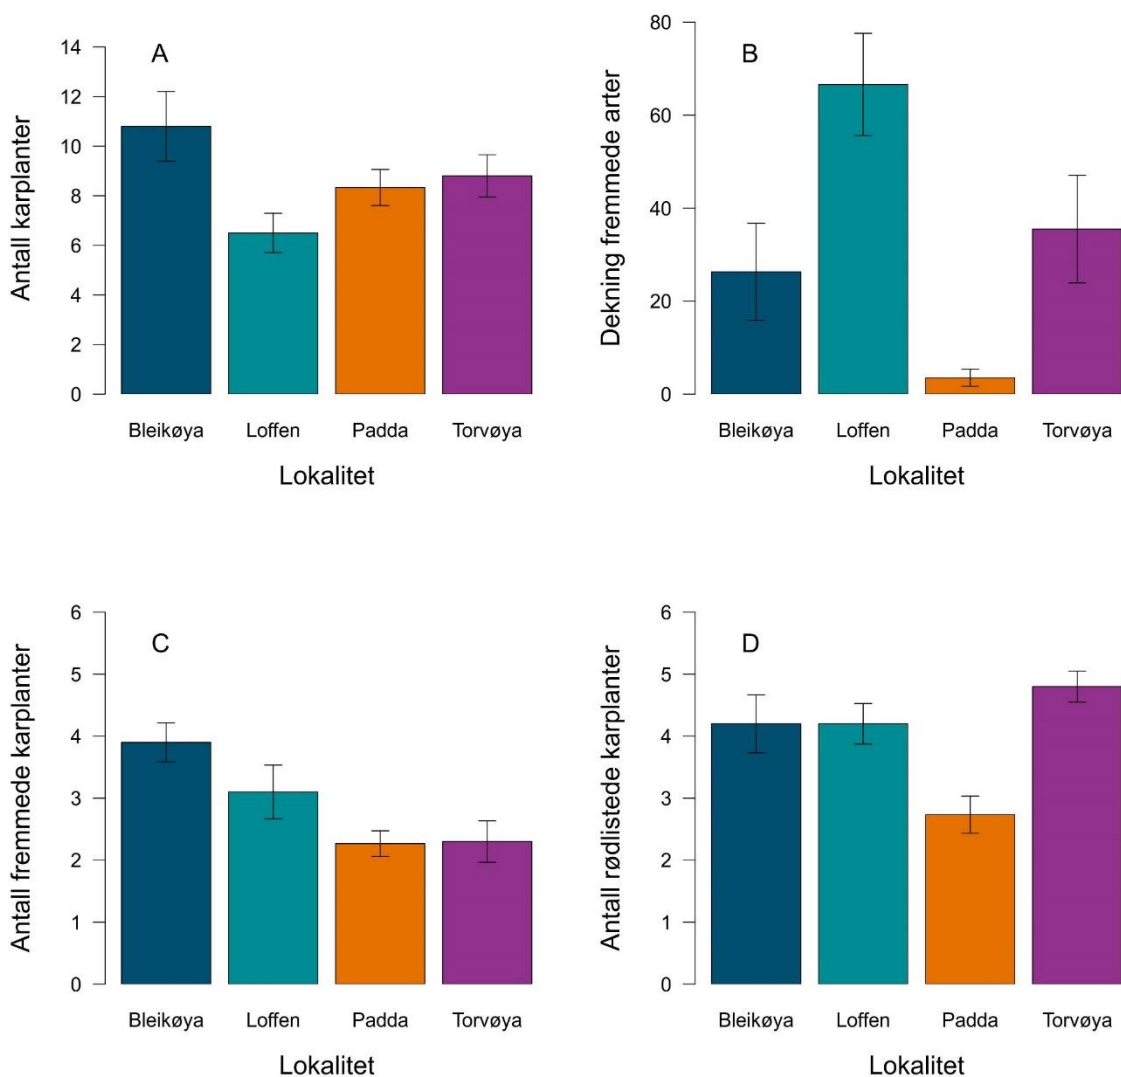 A
Antall karplanter
14
12
10
8
6
4
2
0
Bleikøya Loffen Padda Torvøya
Lokalitet
B
Dekning fremmede arter
80
60
40
20
0
Bleikøya Loffen Padda Torvøya
Lokalitet
C
Antall fremmede karplanter
6
5
4
3
2
1
0
Bleikøya Loffen Padda Torvøya
Lokalitet
D
Antall rødlistede karplanter
6
5
4
3
2
1
0
Bleikøya Loffen Padda Torvøya
Lokalitet